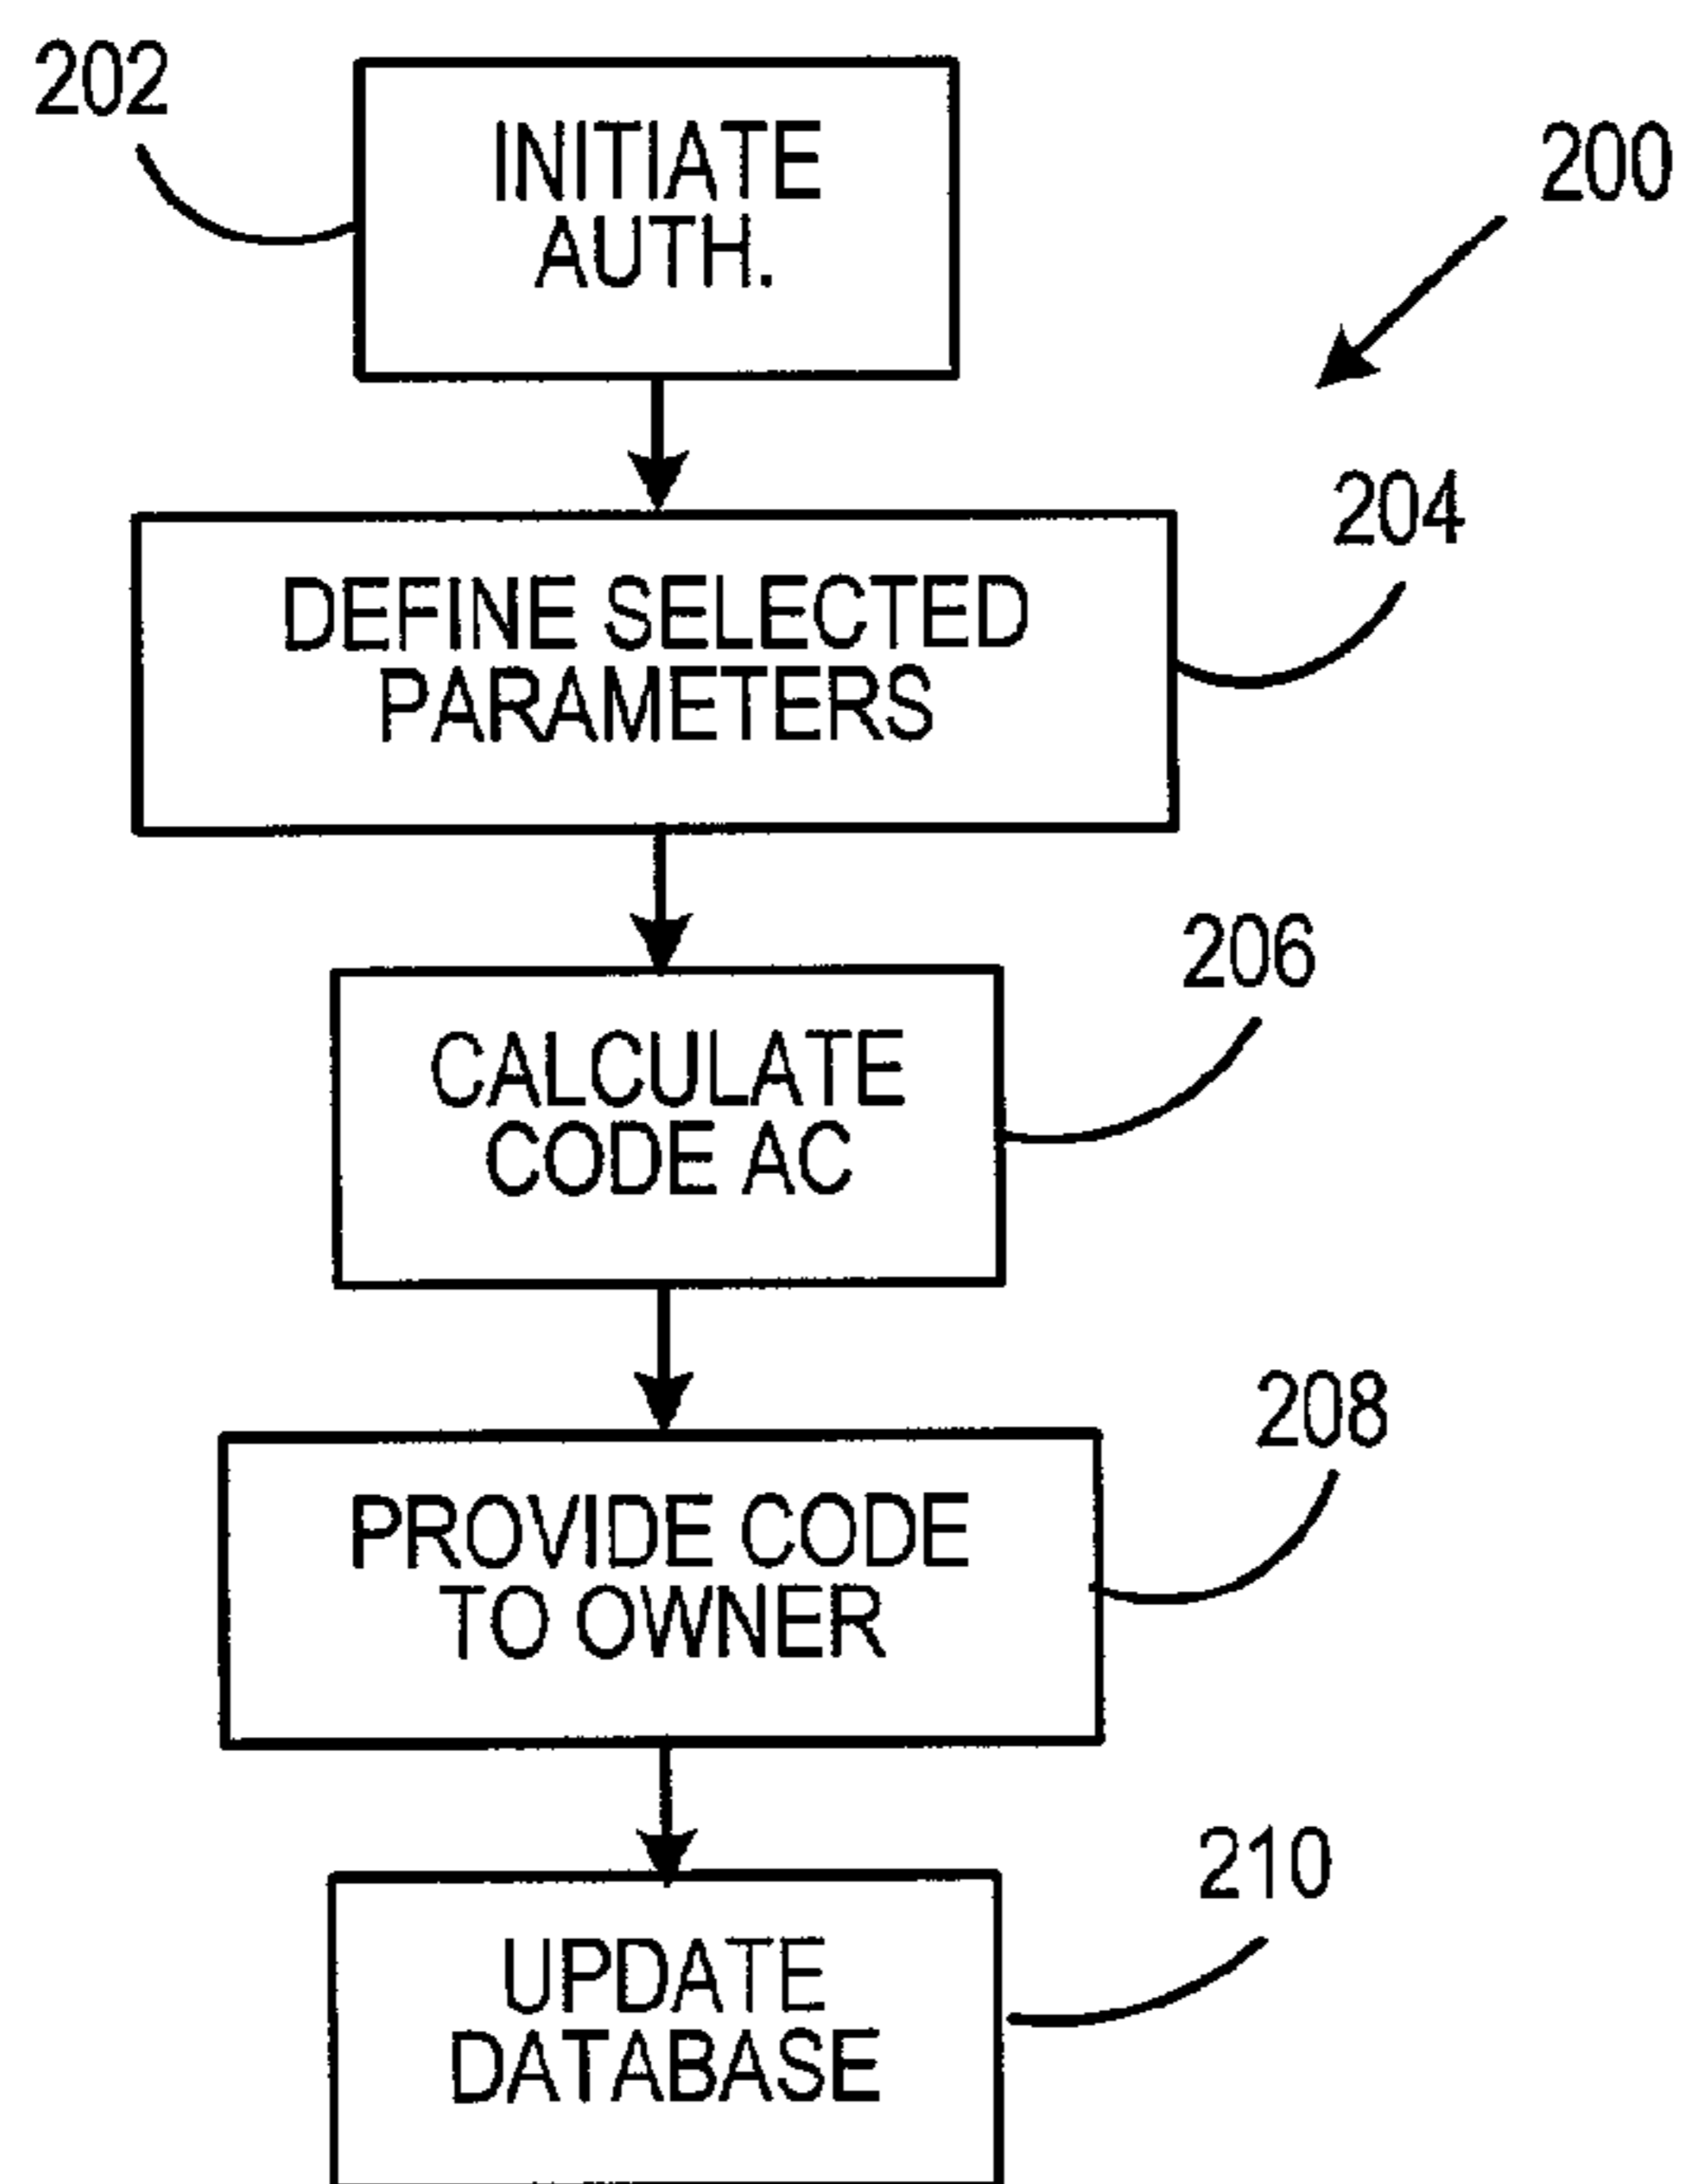 202
INITIATE
AUTH.
200
204
DEFINE SELECTED
PARAMETERS
206
CALCULATE
CODE AC
208
PROVIDE CODE
TO OWNER
210
UPDATE
DATABASE